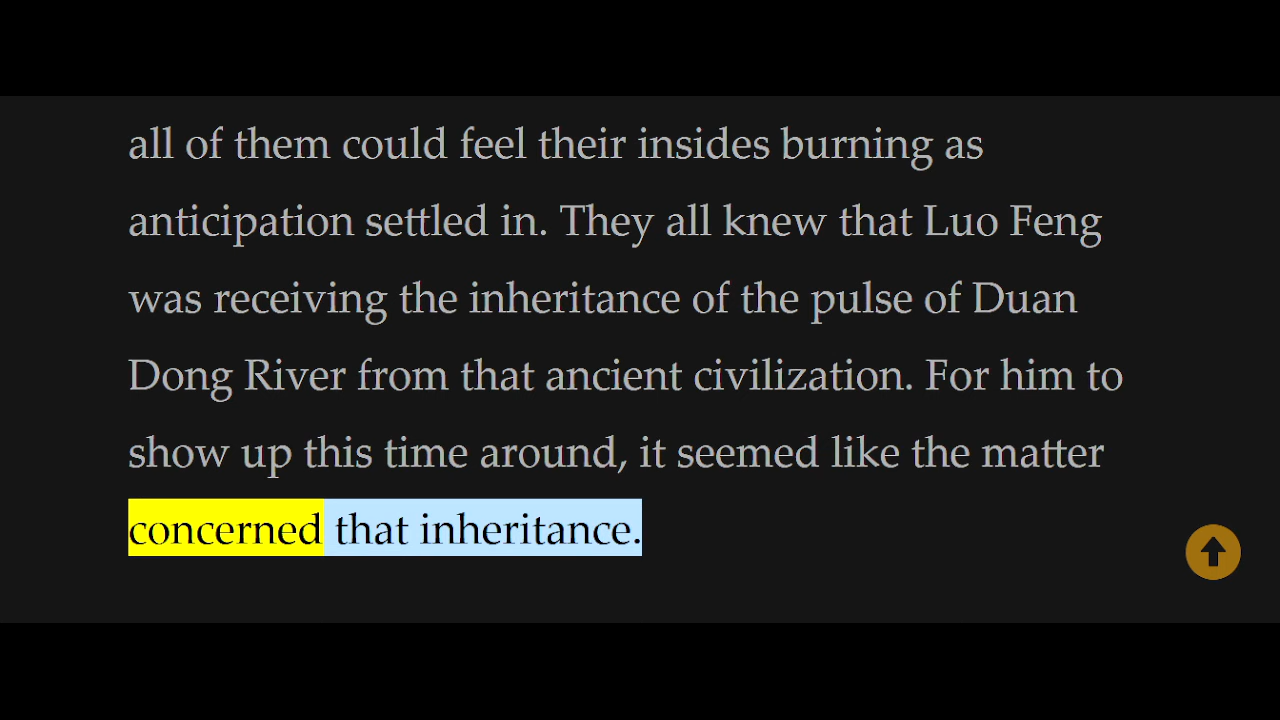 all of them could feel their insides burning as
anticipation settled in. They all knew that Luo Feng
was receiving the inheritance of the pulse of Duan
Dong River from that ancient civilization. For him to
show up this time around, it seemed like the matter
concerned that inheritance.